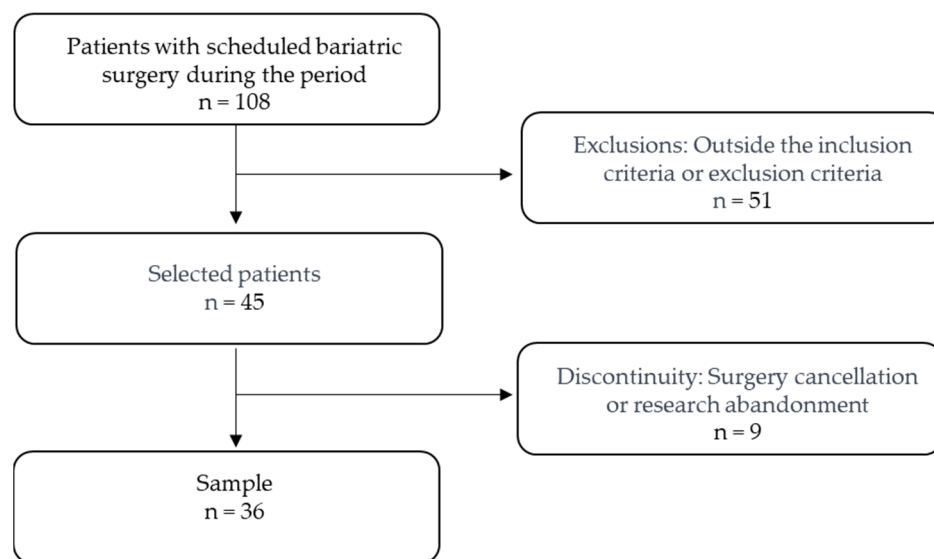 Patients with scheduled bariatric
surgery during the period
n = 108
Exclusions: Outside the inclusion
criteria or exclusion criteria
n = 51
Selected patients
n = 45
Discontinuity: Surgery cancellation
or research abandonment
n = 9
Sample
n = 36